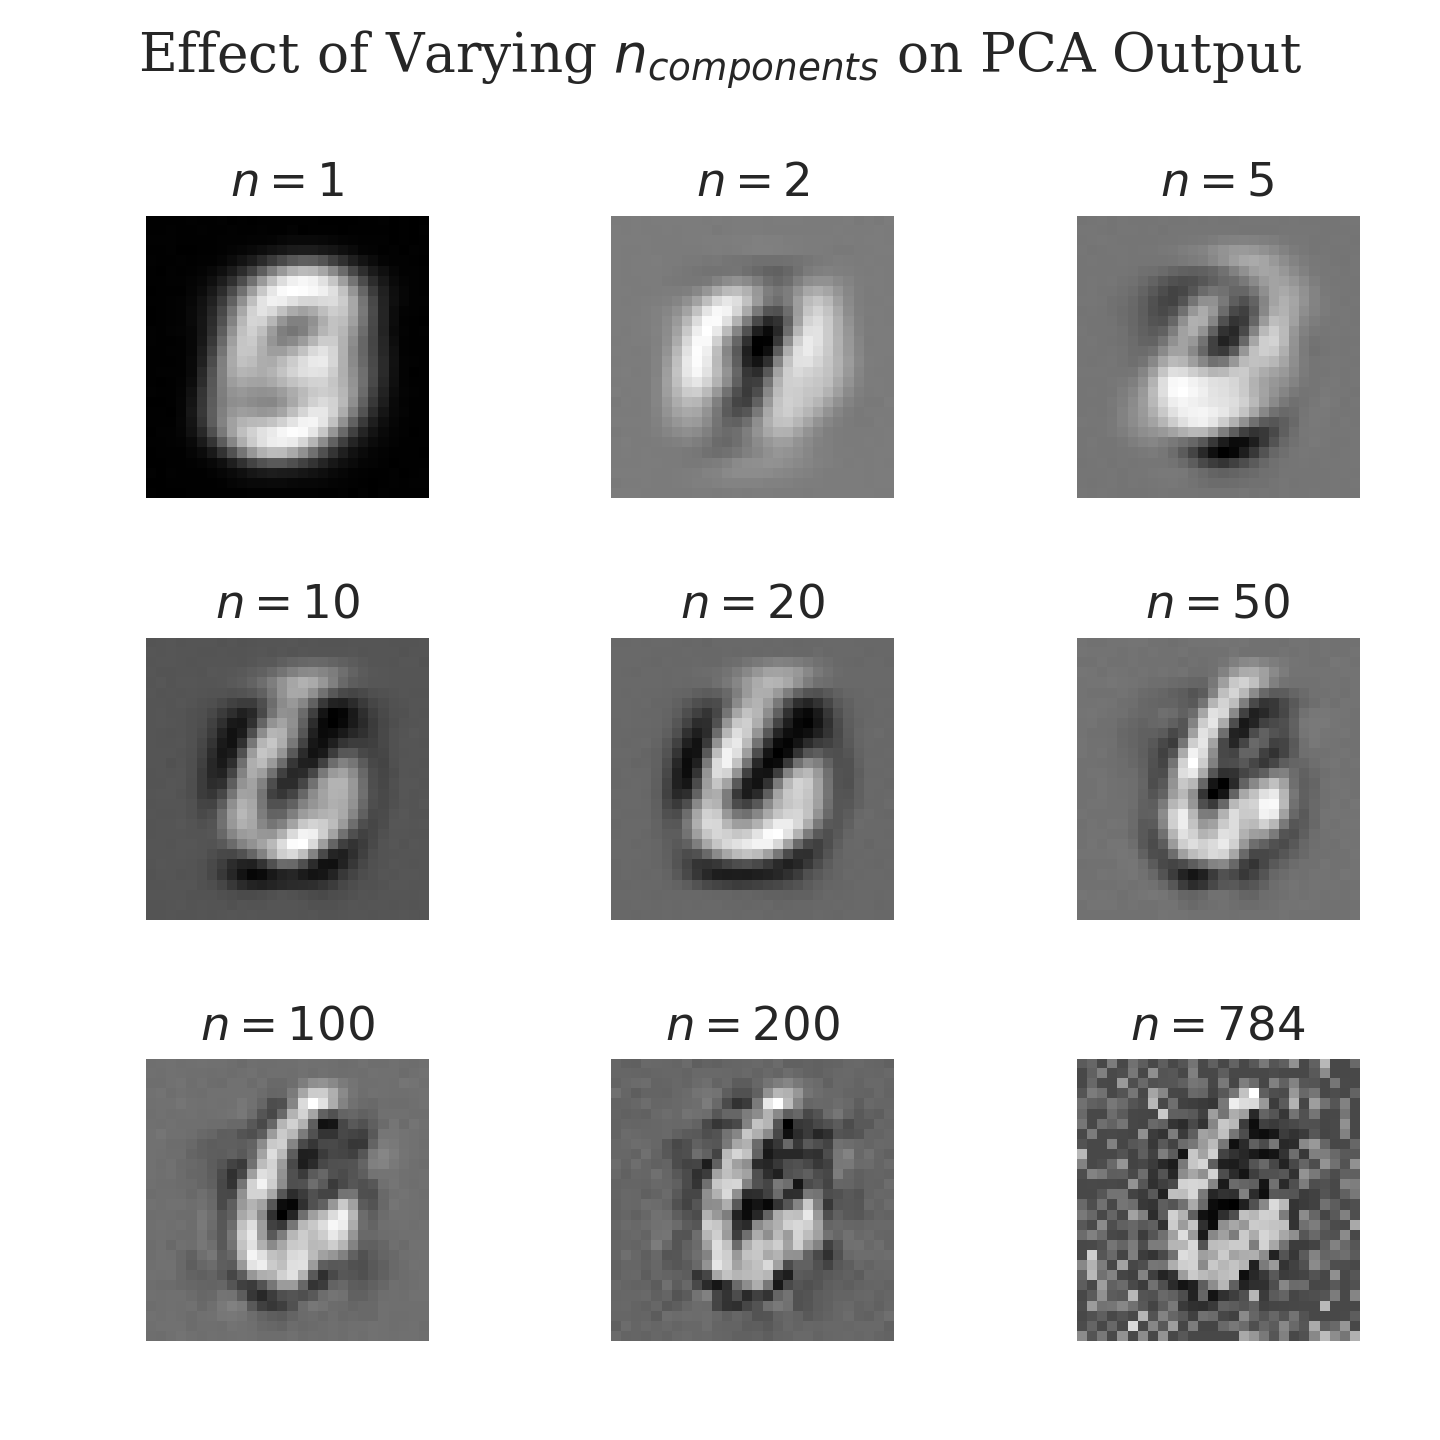 Effect of Varying n_components on PCA Output
n = 1
n = 2
n = 5
n = 10
n = 20
n = 50
n = 100
n = 200
n = 784